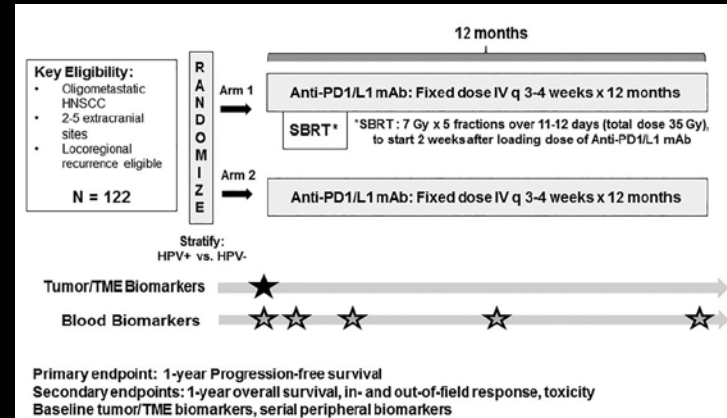 12 months
Key Eligibility:
• Oligometastatic
HNSCC
• 2-5 extracranial
sites
• Locoregional
recurrence eligible
N = 122
RANDOMIZE
Arm 1
Anti-PD1/L1 mAb: Fixed dose IV q 3-4 weeks x 12 months
SBRT*
*SBRT: 7 Gy x 5 fractions over 11-12 days (total dose 35 Gy),
to start 2 weeks after loading dose of Anti-PD1/L1 mAb
Arm 2
Anti-PD1/L1 mAb: Fixed dose IV q 3-4 weeks x 12 months
Stratify:
HPV+ vs. HPV-
Tumor/TME Biomarkers
Blood Biomarkers
Primary endpoint: 1-year Progression-free survival
Secondary endpoints: 1-year overall survival, in- and out-of-field response, toxicity
Baseline tumor/TME biomarkers, serial peripheral biomarkers